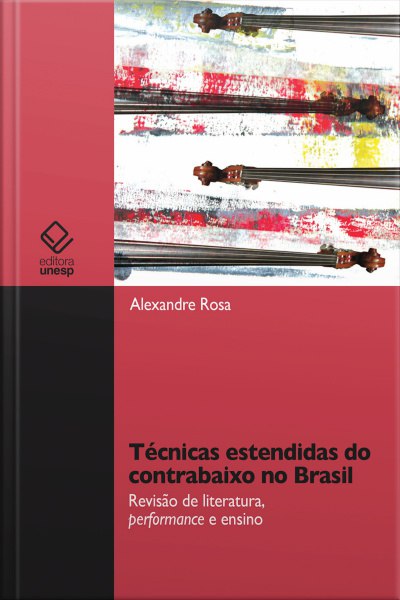 editora
unesp
Alexandre Rosa
Técnicas estendidas do
contrabaixo no Brasil
Revisão de literatura,
performance e ensino